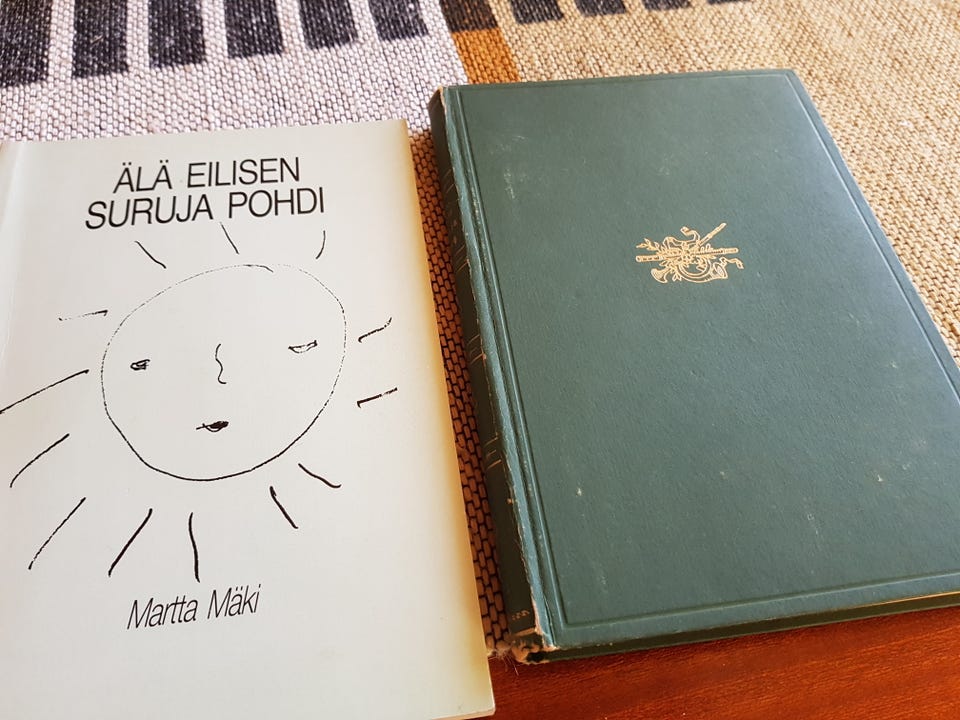 ÄLÄ EILISEN
SURUJA POHDI
Martta Mäki